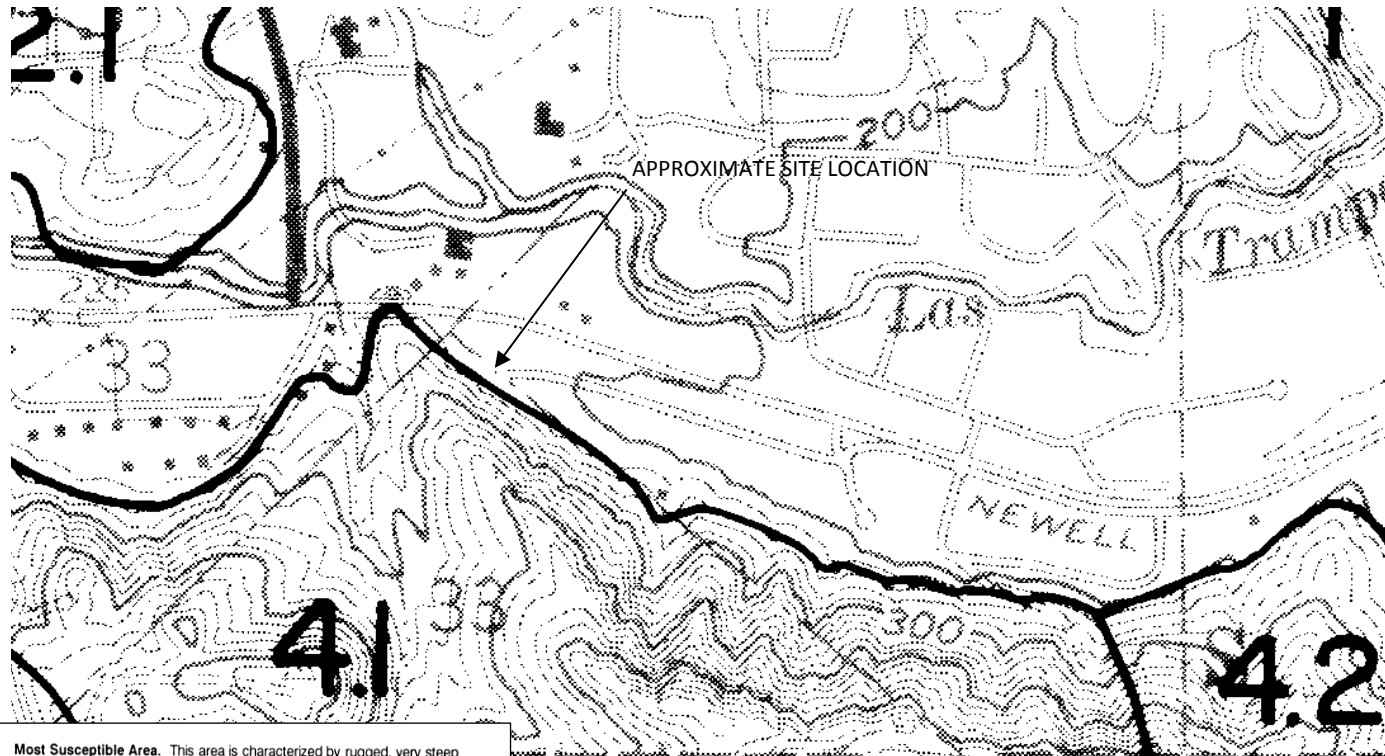 2.1
1
200
APPROXIMATE SITE LOCATION
Las
33
NEWELL
33
4.1
300
4.2
Most Susceptible Area. This area is characterized by rugged, very steep